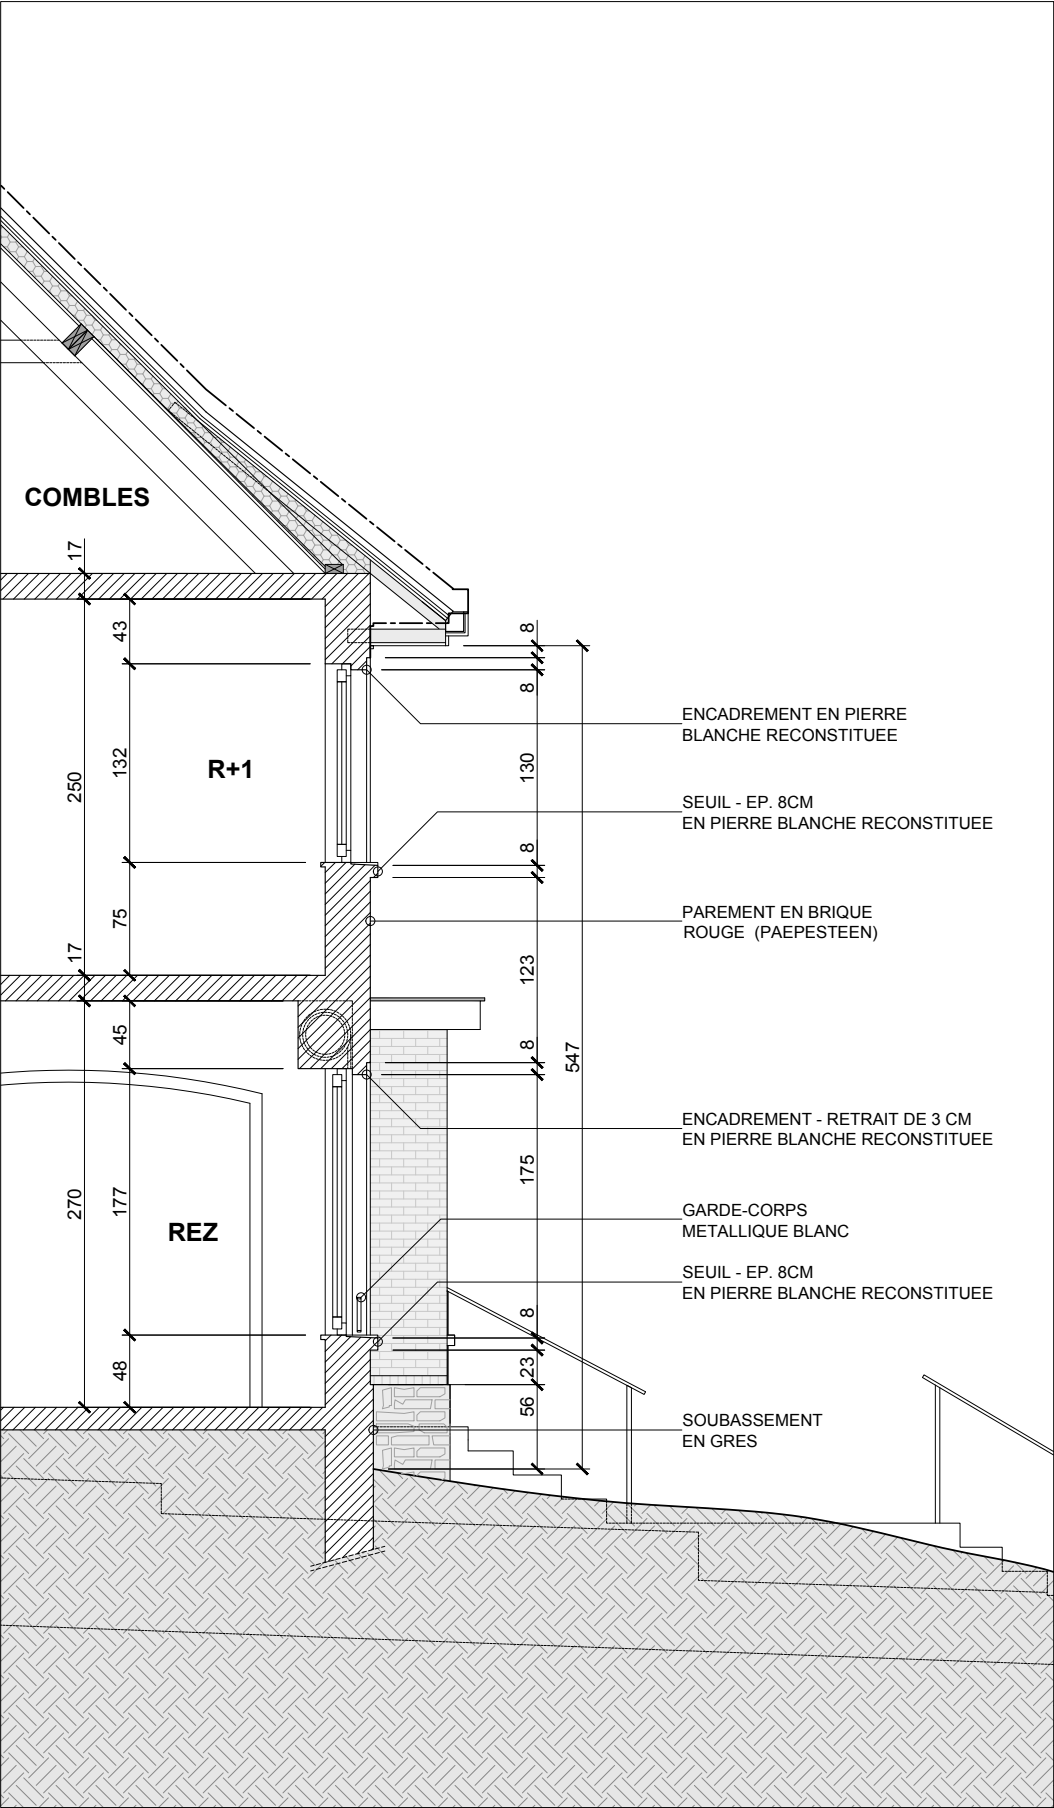 COMBLES
17
43
8
8
ENCADREMENT EN PIERRE
BLANCHE RECONSTITUEE
132
130
R+1
250
SEUIL - EP. 8CM
EN PIERRE BLANCHE RECONSTITUEE
8
75
PAREMENT EN BRIQUE
ROUGE (PAEPESTEEN)
17
123
45
8
547
ENCADREMENT - RETRAIT DE 3 CM
EN PIERRE BLANCHE RECONSTITUEE
175
177
270
REZ
GARDE-CORPS
METALLIQUE BLANC
SEUIL - EP. 8CM
EN PIERRE BLANCHE RECONSTITUEE
8
48
23
56
SOUBASSEMENT
EN GRES